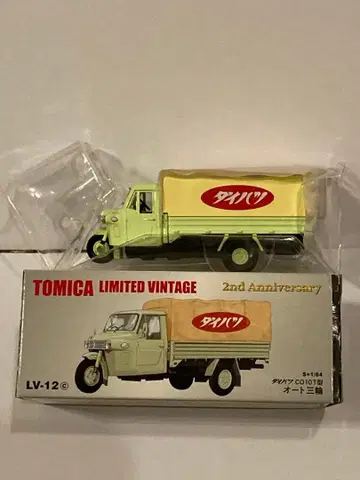 ダイハツ
TOMICA LIMITED VINTAGE 2nd Anniversary
ダイハツ
LV-12 c
S=1/64
ダイハツ CO10T型
オート三輪